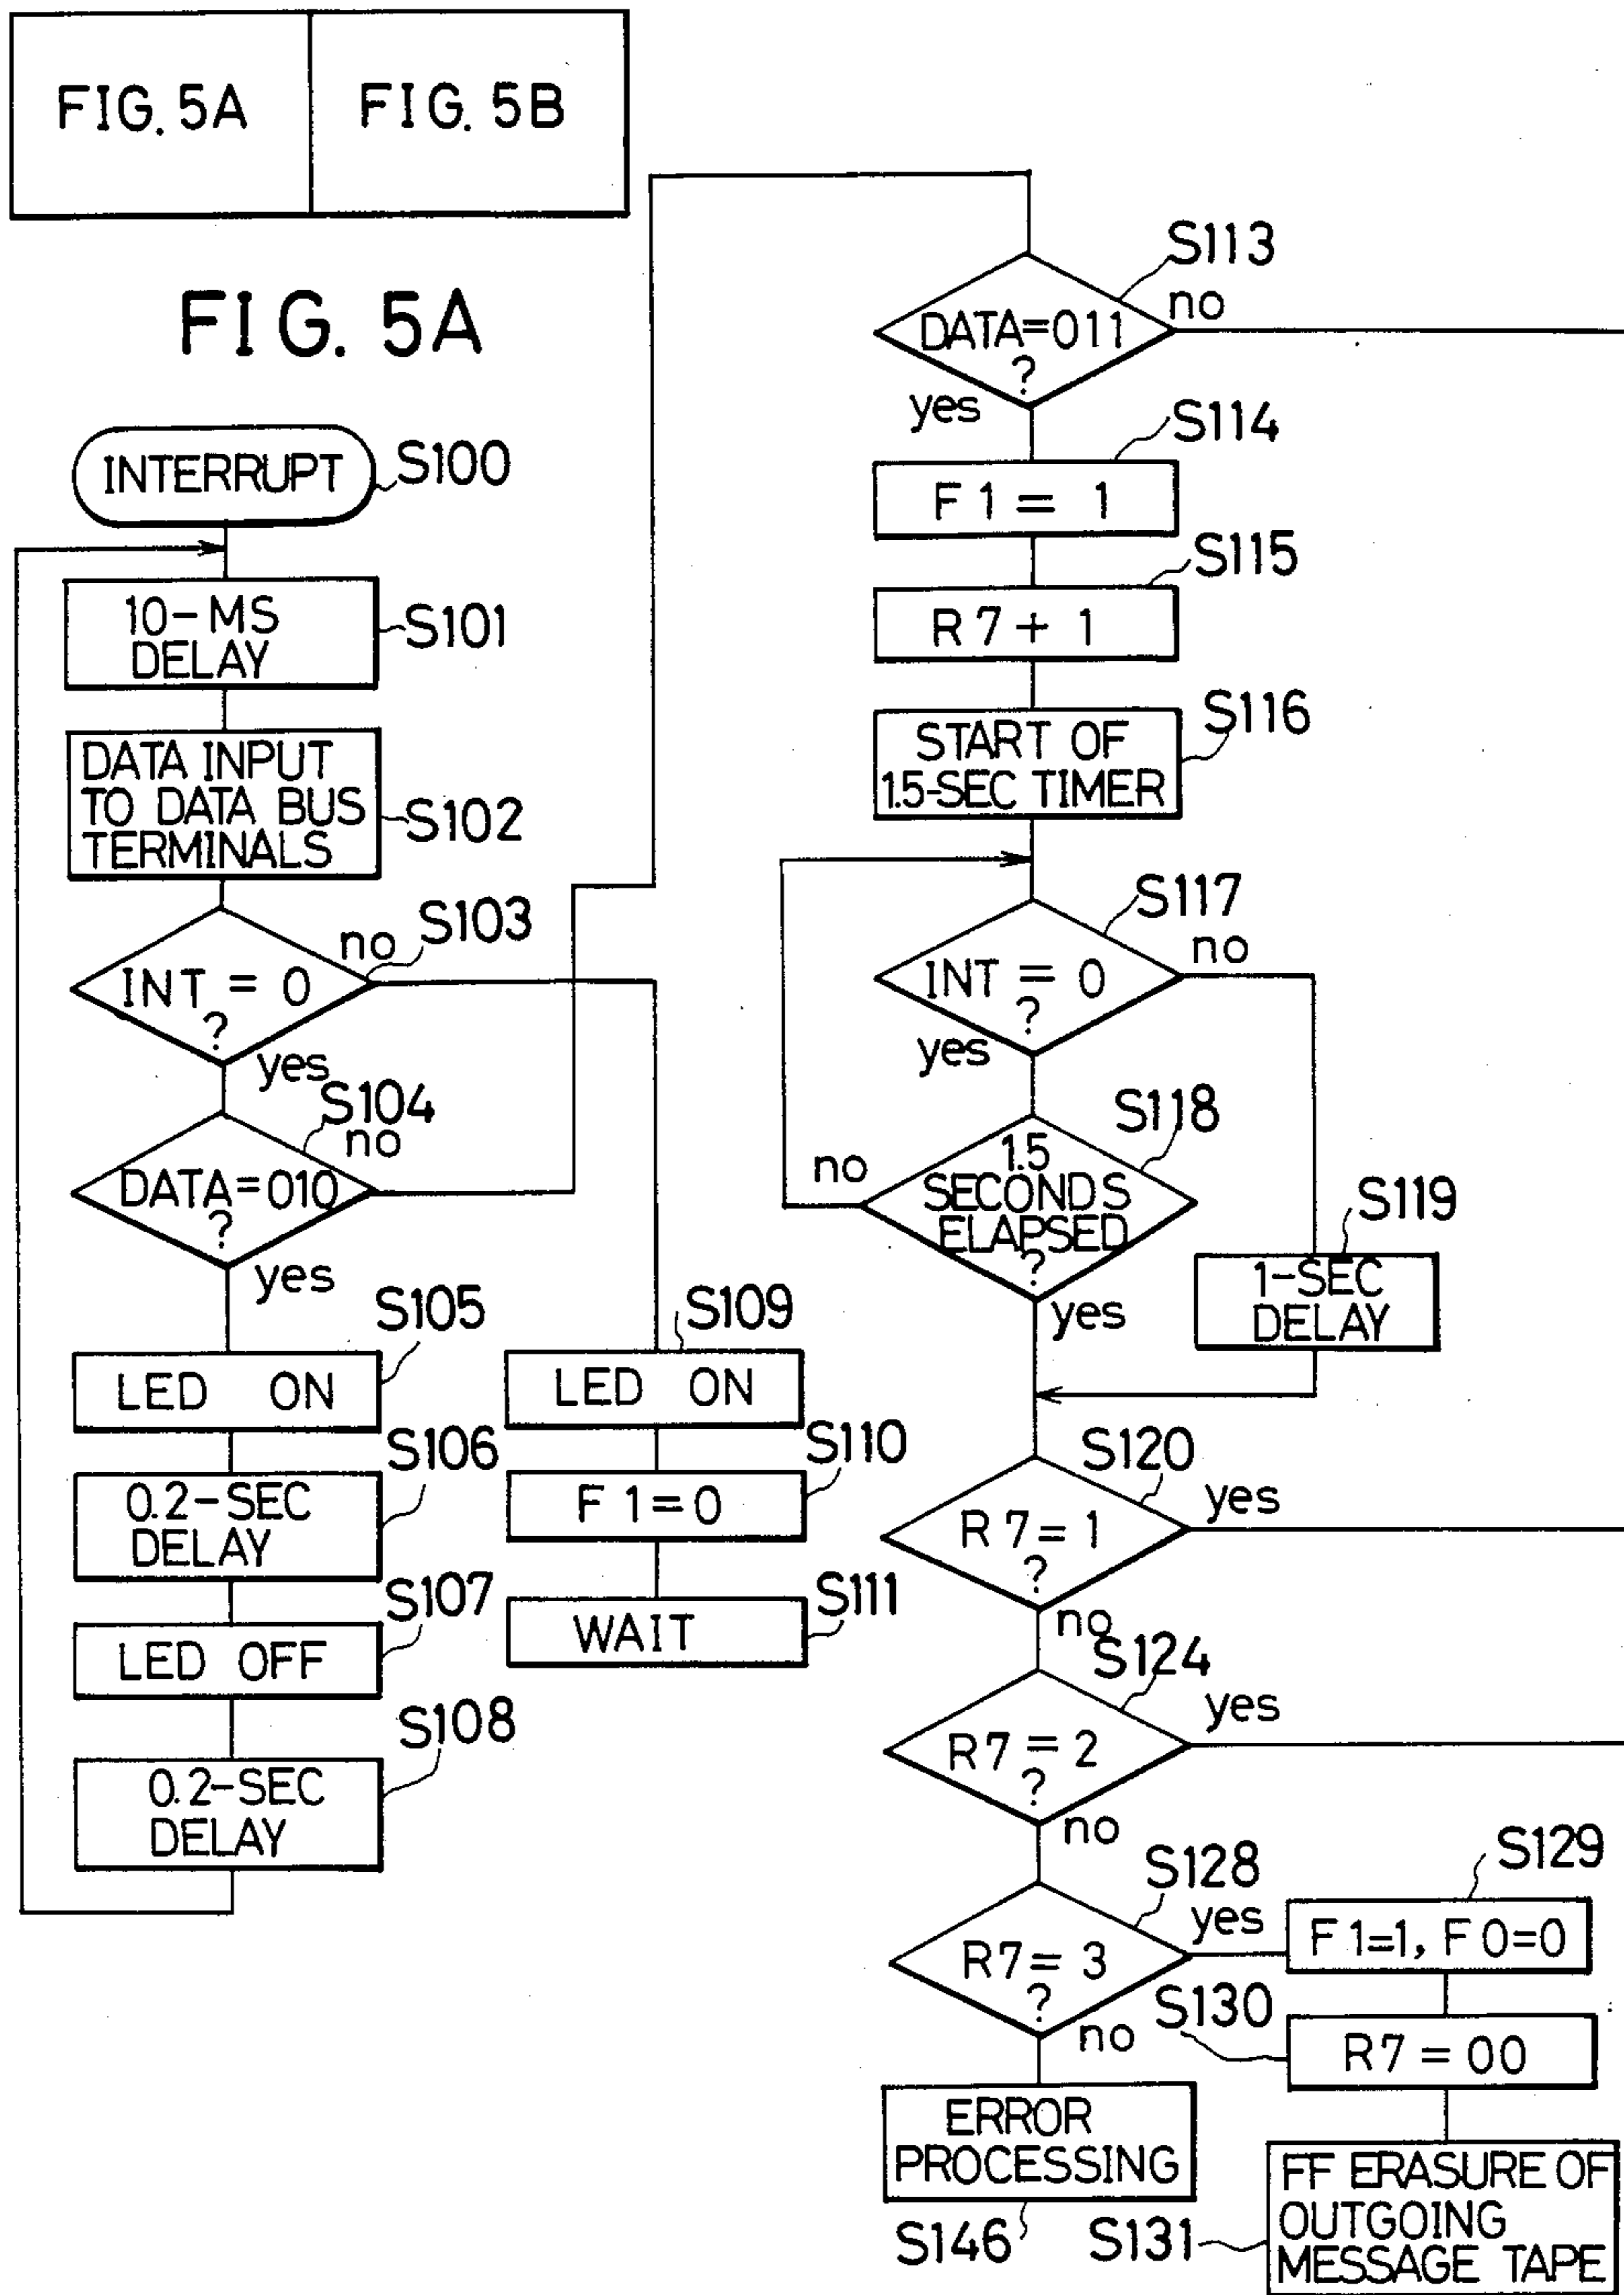 FIG. 5A
FIG. 5B
FIG. 5A
INTERRUPT
S100
10-MS
DELAY
S101
DATA INPUT
TO DATA BUS
TERMINALS
S102
S103
no
INT = 0
?
yes
S104
no
DATA=010
?
yes
S105
LED ON
S106
0.2-SEC
DELAY
S107
LED OFF
S108
0.2-SEC
DELAY
S109
LED ON
S110
F1=0
S111
WAIT
S113
no
DATA=011
?
yes
S114
F1 = 1
S115
R7 + 1
S116
START OF
1.5-SEC TIMER
S117
no
INT = 0
?
yes
S118
no
1.5
SECONDS
ELAPSED
?
yes
S119
1-SEC
DELAY
S120
yes
R7 = 1
?
no
S124
yes
R7 = 2
?
no
S128
yes
R7 = 3
?
no
S129
F1=1, F0=0
S130
R7 = 00
ERROR
PROCESSING
S146
S131
FF ERASURE OF
OUTGOING
MESSAGE TAPE